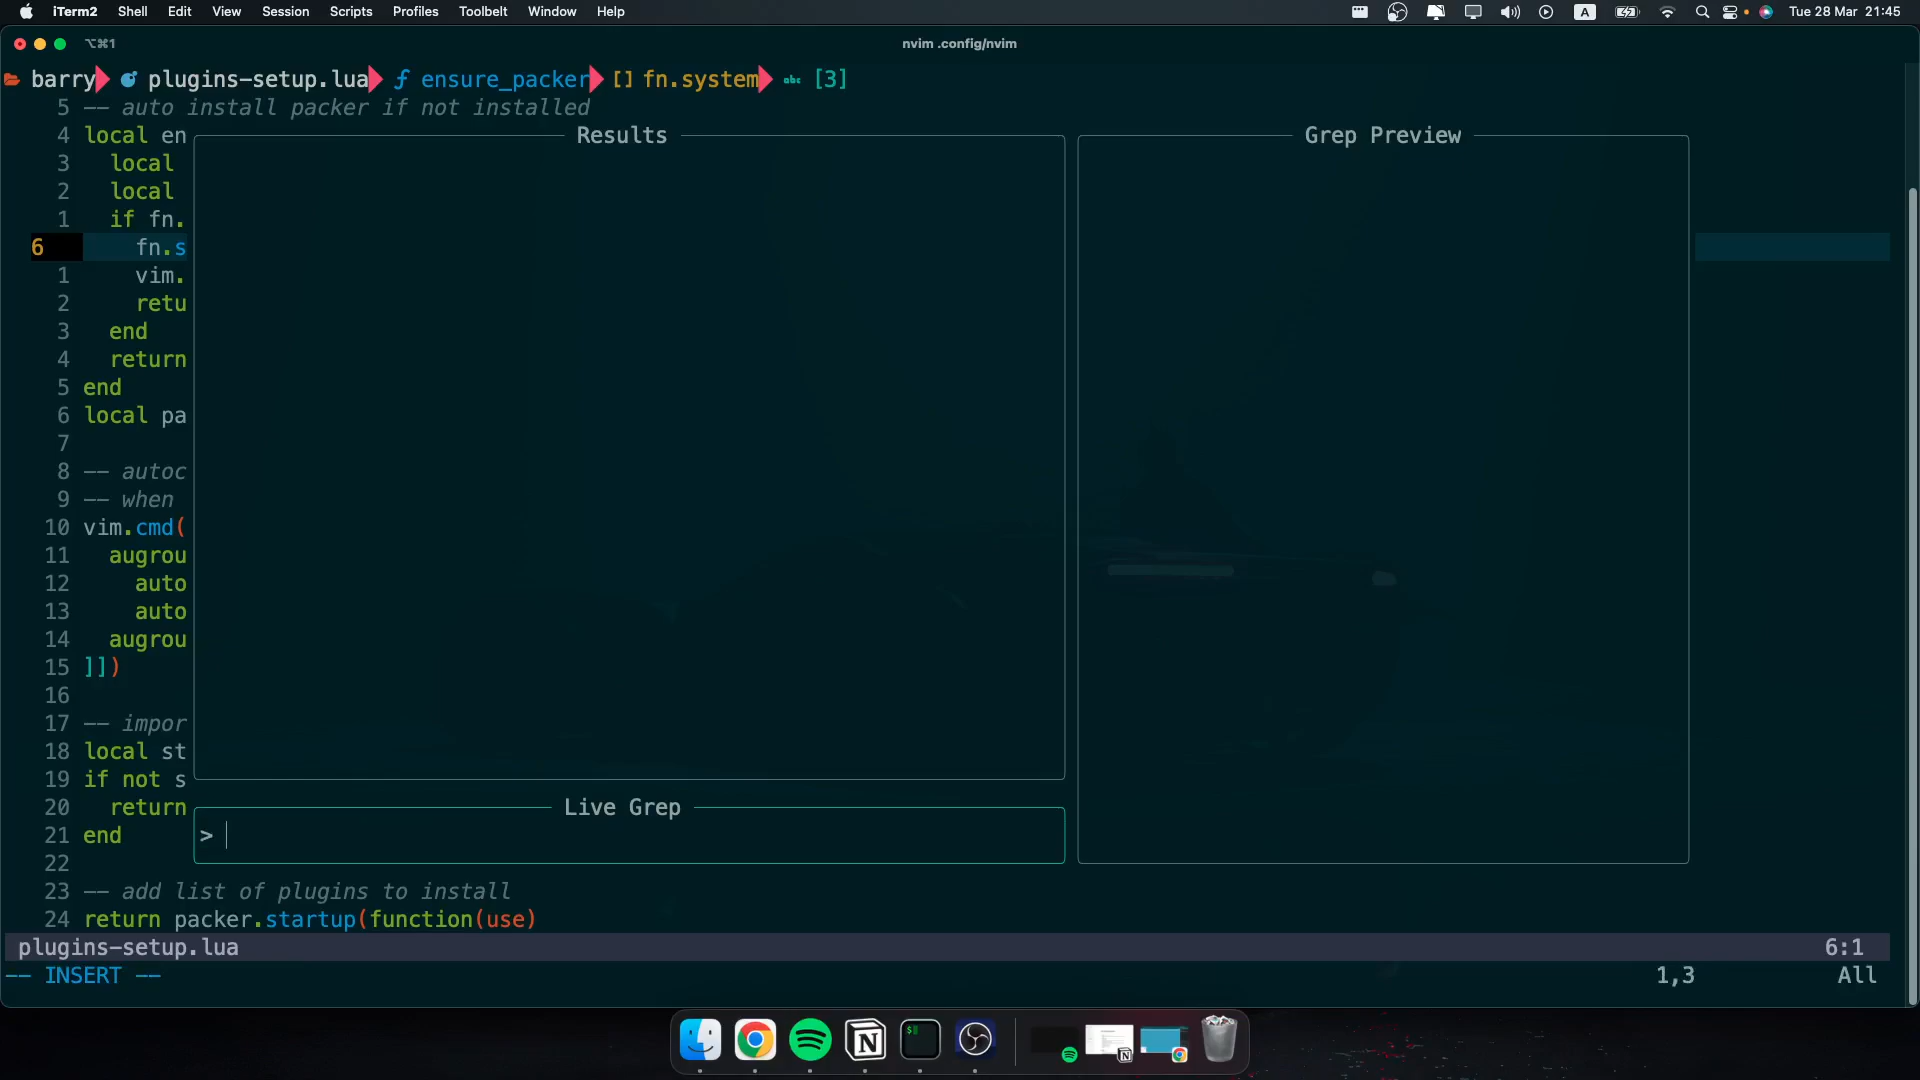 iTerm2 Shell Edit View Session Scripts Profiles Toolbelt Window Help A Tue 28 Mar 21:45
⌥⌘1 nvim .config/nvim
barry plugins-setup.lua ƒ ensure_packer [] fn.system abc [3]
5 -- auto install packer if not installed
4 local en Results Grep Preview
3 local
2 local
1 if fn.
6 fn.s
1 vim.
2 retu
3 end
4 return
5 end
6 local pa
7
8 -- autoc
9 -- when
10 vim.cmd(
11 augrou
12 auto
13 auto
14 augrou
15 ]])
16
17 -- impor
18 local st
19 if not s
20 return Live Grep
21 end >
22
23 -- add list of plugins to install
24 return packer.startup(function(use)
plugins-setup.lua 6:1
-- INSERT -- 1,3 All